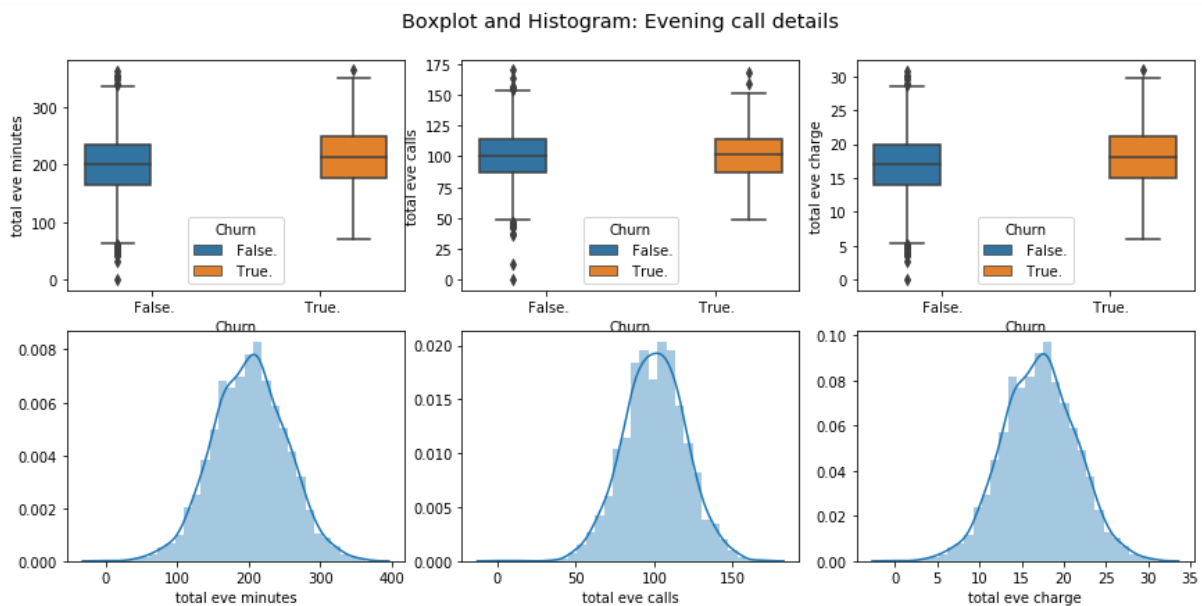 Boxplot and Histogram: Evening call details
total eve minutes
300
200
100
0
Churn
False.
True.
False. True.
Churn
total eve calls
175
150
125
100
75
50
25
0
Churn
False.
True.
False. True.
Churn
total eve charge
30
25
20
15
10
5
0
Churn
False.
True.
False. True.
Churn
0.008
0.006
0.004
0.002
0.000
0 100 200 300 400
total eve minutes
0.020
0.015
0.010
0.005
0.000
0 50 100 150
total eve calls
0.10
0.08
0.06
0.04
0.02
0.00
0 5 10 15 20 25 30 35
total eve charge